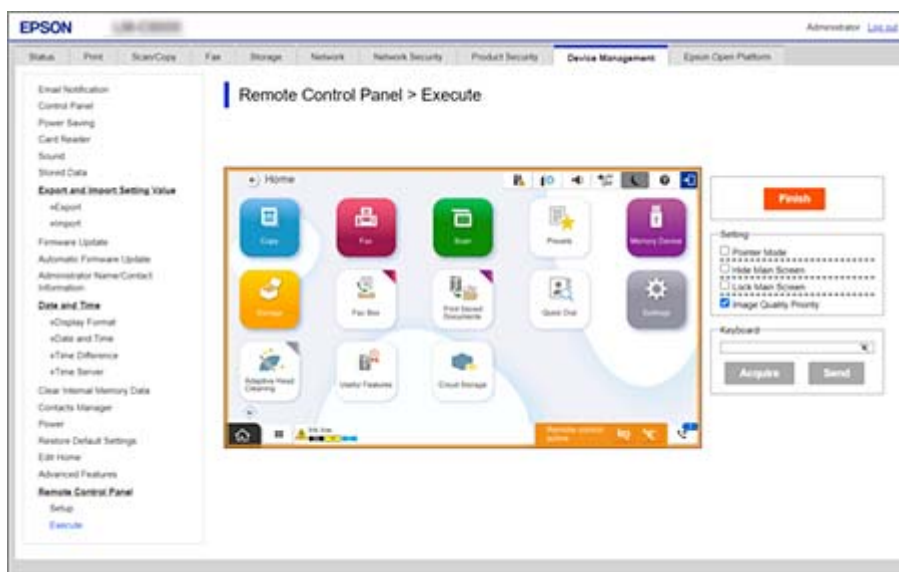 EPSON
Administrator Log out
Status Print Scan/Copy Fax Storage Network Network Security Product Security Device Management Epson Open Platform
Email Notification
Control Panel
Power Saving
Card Reader
Sound
Stored Data
Export and Import Setting Value
»Export
»Import
Firmware Update
Automatic Firmware Update
Administrator Name/Contact
Information
Date and Time
»Display Format
»Date and Time
»Time Difference
»Time Server
Clear Internal Memory Data
Contacts Manager
Power
Restore Default Settings
Edit Home
Advanced Features
Remote Control Panel
Setup
Execute
Remote Control Panel > Execute
Home
Copy
Fax
Scan
Presets
Memory Device
Storage
Fax Box
Print Saved
Documents
Quick Dial
Settings
Adaptive Head
Cleaning
Useful Features
Cloud Storage
Remote control
active
Finish
Setting
Pointer Mode
Hide Main Screen
Lock Main Screen
Image Quality Priority
Keyboard
Acquire Send